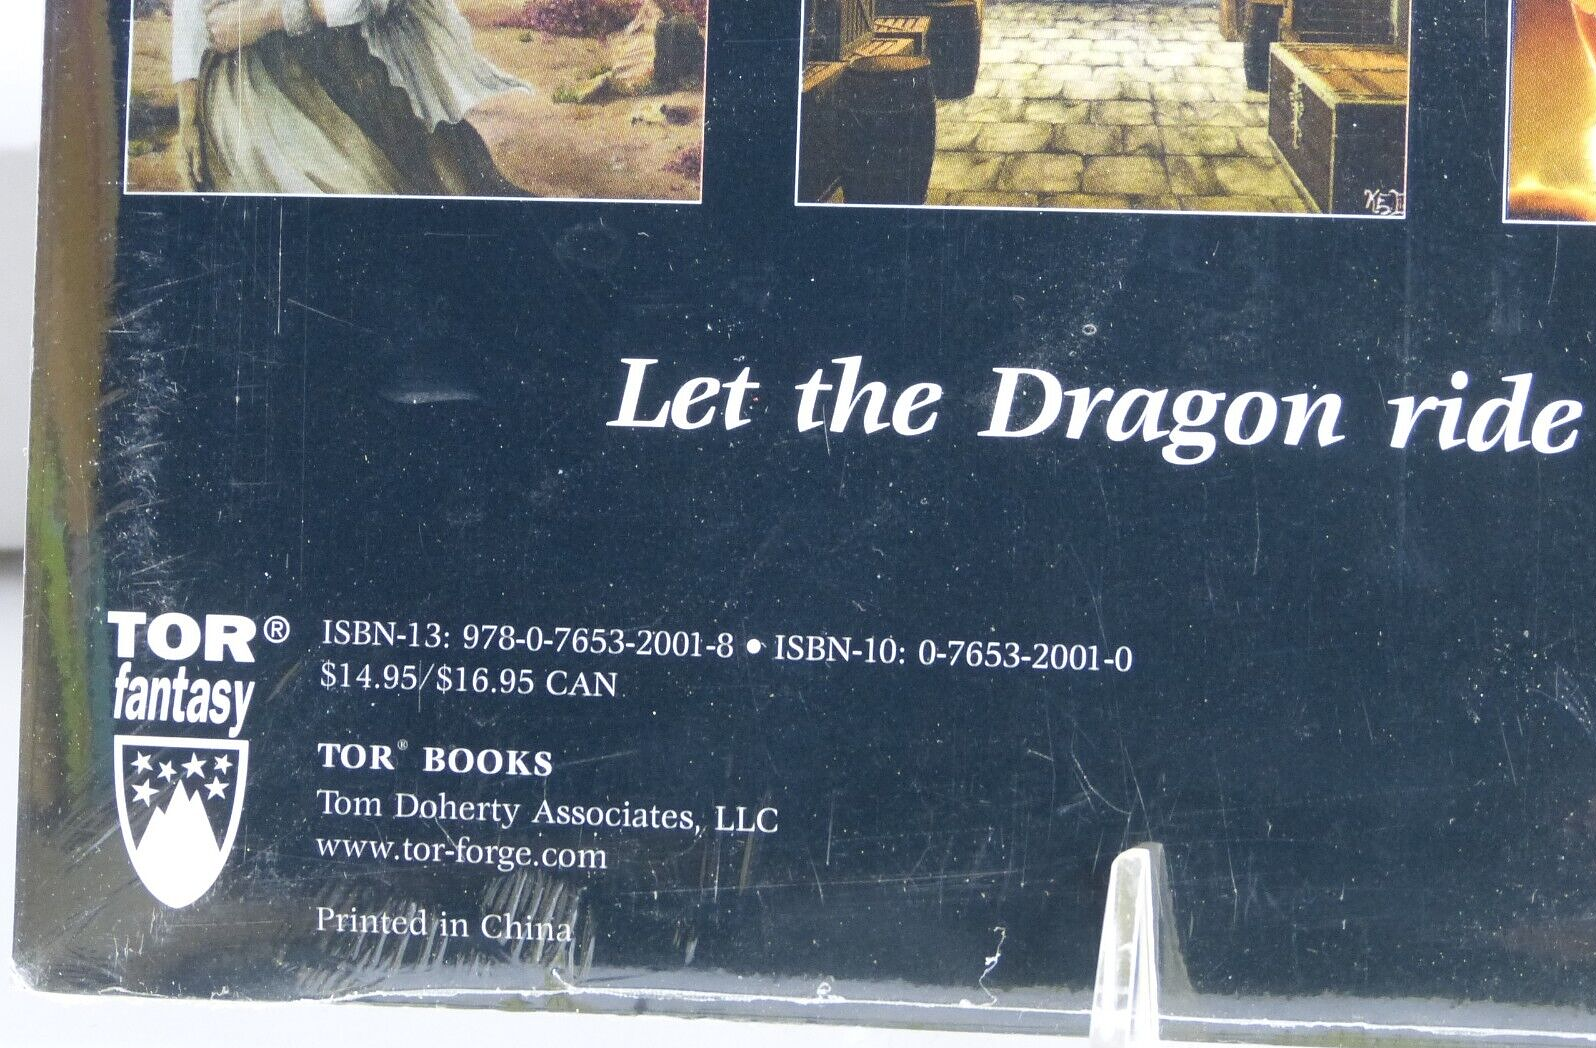 Let the Dragon ride
TOR®
fantasy
ISBN-13: 978-0-7653-2001-8 • ISBN-10: 0-7653-2001-0
$14.95/$16.95 CAN
TOR® BOOKS
Tom Doherty Associates, LLC
www.tor-forge.com
Printed in China